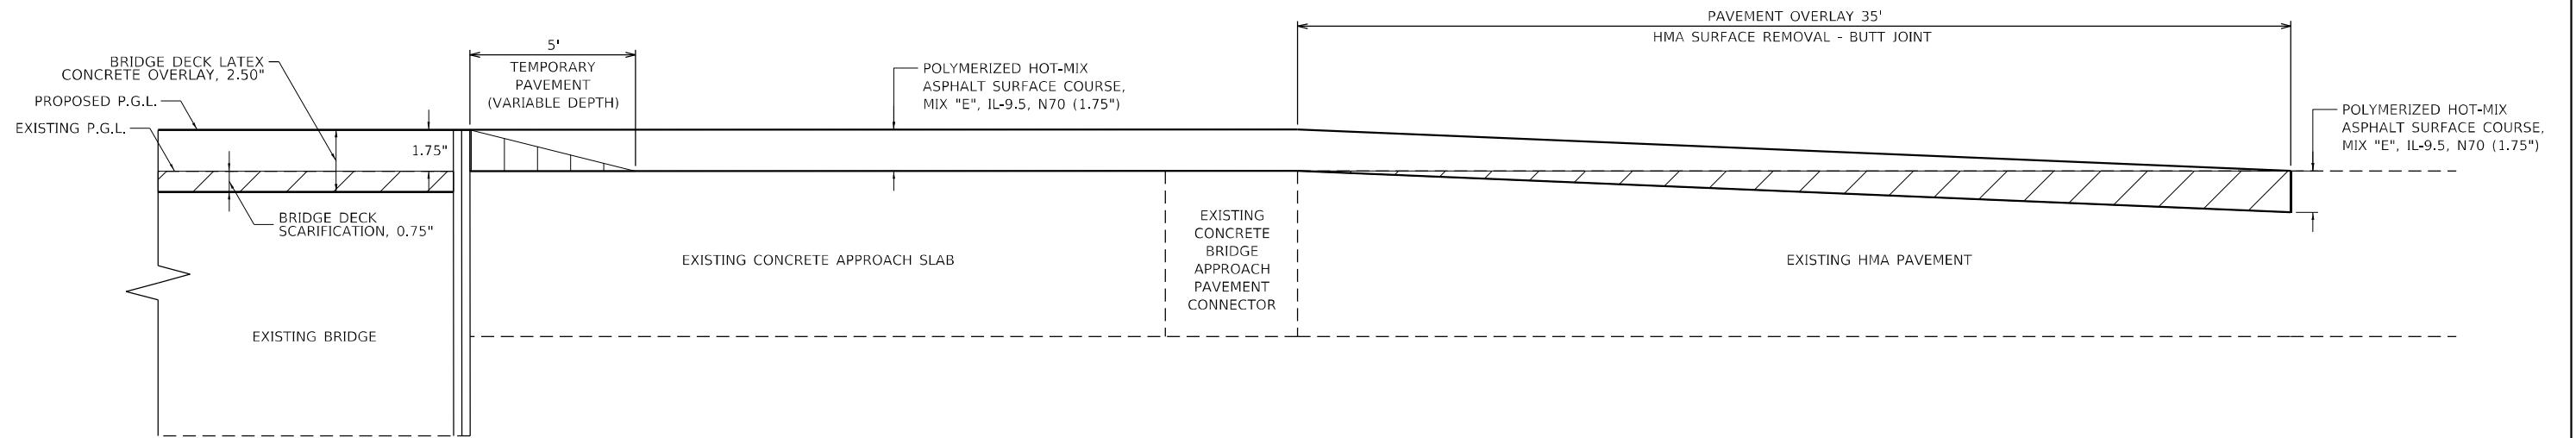 PAVEMENT OVERLAY 35'
HMA SURFACE REMOVAL - BUTT JOINT
5'
TEMPORARY
PAVEMENT
(VARIABLE DEPTH)
BRIDGE DECK LATEX
CONCRETE OVERLAY, 2.50"
PROPOSED P.G.L.
EXISTING P.G.L.
1.75"
POLYMERIZED HOT-MIX
ASPHALT SURFACE COURSE,
MIX "E", IL-9.5, N70 (1.75")
POLYMERIZED HOT-MIX
ASPHALT SURFACE COURSE,
MIX "E", IL-9.5, N70 (1.75")
BRIDGE DECK
SCARIFICATION, 0.75"
EXISTING BRIDGE
EXISTING CONCRETE APPROACH SLAB
EXISTING
CONCRETE
BRIDGE
APPROACH
PAVEMENT
CONNECTOR
EXISTING HMA PAVEMENT